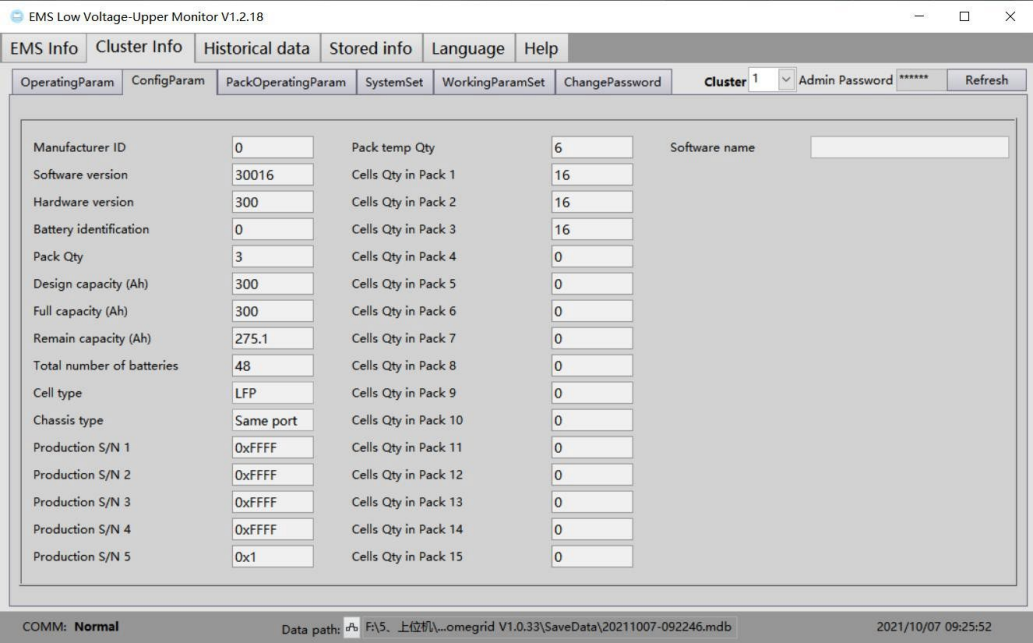 EMS Low Voltage-Upper Monitor V1.2.18
EMS Info Cluster Info Historical data Stored info Language Help
OperatingParam ConfigParam PackOperatingParam SystemSet WorkingParamSet ChangePassword Cluster 1 Admin Password ****** Refresh
Manufacturer ID 0 Pack temp Qty 6 Software name
Software version 30016 Cells Qty in Pack 1 16
Hardware version 300 Cells Qty in Pack 2 16
Battery identification 0 Cells Qty in Pack 3 16
Pack Qty 3 Cells Qty in Pack 4 0
Design capacity (Ah) 300 Cells Qty in Pack 5 0
Full capacity (Ah) 300 Cells Qty in Pack 6 0
Remain capacity (Ah) 275.1 Cells Qty in Pack 7 0
Total number of batteries 48 Cells Qty in Pack 8 0
Cell type LFP Cells Qty in Pack 9 0
Chassis type Same port Cells Qty in Pack 10 0
Production S/N 1 0xFFFF Cells Qty in Pack 11 0
Production S/N 2 0xFFFF Cells Qty in Pack 12 0
Production S/N 3 0xFFFF Cells Qty in Pack 13 0
Production S/N 4 0xFFFF Cells Qty in Pack 14 0
Production S/N 5 0x1 Cells Qty in Pack 15 0
COMM: Normal Data path: F:\5、上位机\...omegrid V1.0.33\SaveData\20211007-092246.mdb 2021/10/07 09:25:52